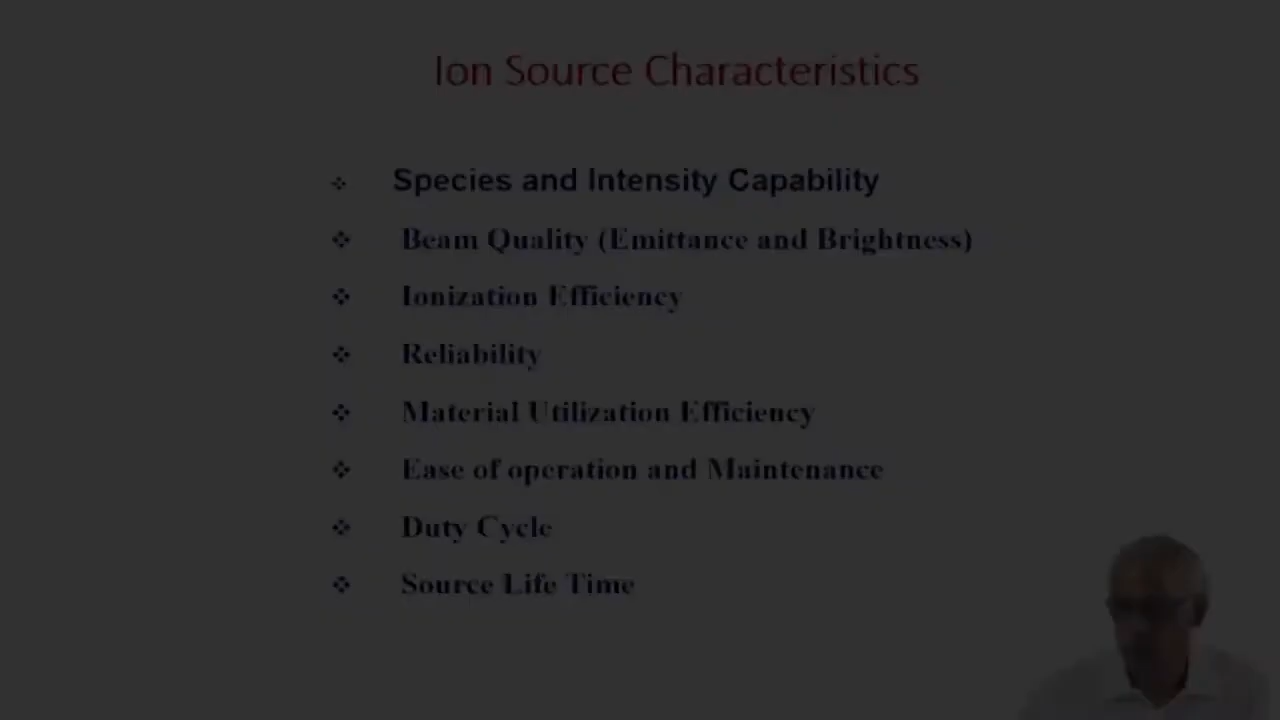 Ion Source Characteristics
Species and Intensity Capability
Beam Quality (Emittance and Brightness)
Ionization Efficiency
Reliability
Material Utilization Efficiency
Ease of operation and Maintenance
Duty Cycle
Source Life Time